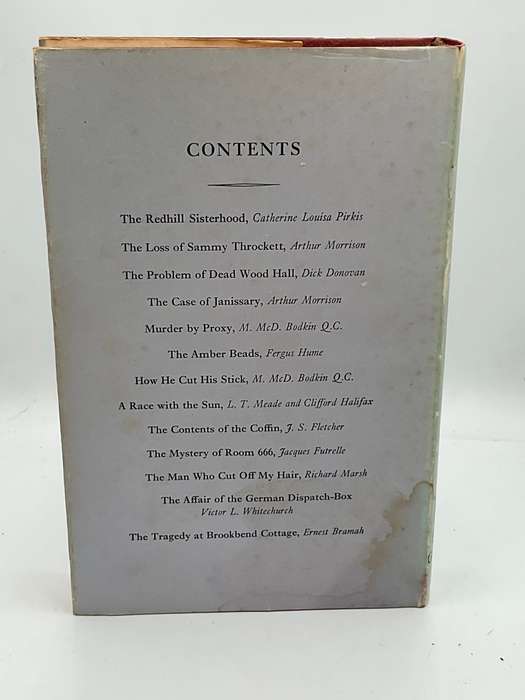 CONTENTS
The Redhill Sisterhood, Catherine Louisa Pirkis
The Loss of Sammy Throckett, Arthur Morrison
The Problem of Dead Wood Hall, Dick Donovan
The Case of Janissary, Arthur Morrison
Murder by Proxy, M. McD. Bodkin Q.C.
The Amber Beads, Fergus Hume
How He Cut His Stick, M. McD. Bodkin Q.C.
A Race with the Sun, L. T. Meade and Clifford Halifax
The Contents of the Coffin, J. S. Fletcher
The Mystery of Room 666, Jacques Futrelle
The Man Who Cut Off My Hair, Richard Marsh
The Affair of the German Dispatch-Box
Victor L. Whitechurch
The Tragedy at Brookbend Cottage, Ernest Bramah